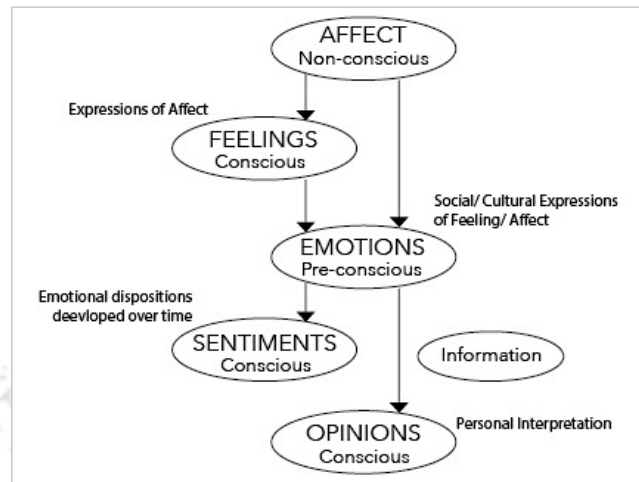 AFFECT
Non-conscious
Expressions of Affect
FEELINGS
Conscious
Social/ Cultural Expressions
of Feeling/ Affect
EMOTIONS
Pre-conscious
Emotional dispositions
deevloped over time
SENTIMENTS
Conscious
Information
Personal Interpretation
OPINIONS
Conscious